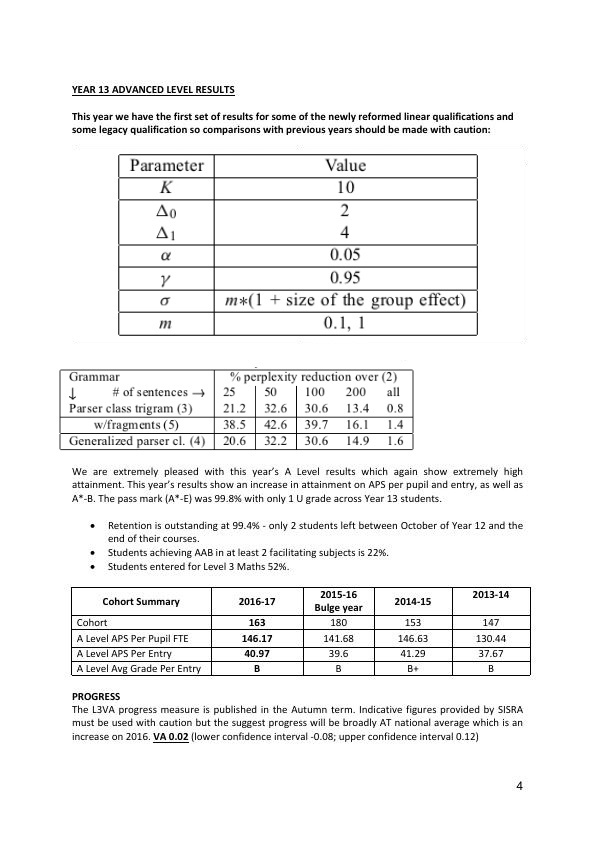 YEAR 13 ADVANCED LEVEL RESULTS
This year we have the first set of results for some of the newly reformed linear qualifications and
some legacy qualification so comparisons with previous years should be made with caution:
Parameter Value
K 10
Δ0 2
Δ1 4
α 0.05
γ 0.95
σ m*(1 + size of the group effect)
m 0.1, 1
Grammar % perplexity reduction over (2)
↓ # of sentences → 25 50 100 200 all
Parser class trigram (3) 21.2 32.6 30.6 13.4 0.8
w/fragments (5) 38.5 42.6 39.7 16.1 1.4
Generalized parser cl. (4) 20.6 32.2 30.6 14.9 1.6
We are extremely pleased with this year's A Level results which again show extremely high
attainment. This year's results show an increase in attainment on APS per pupil and entry, as well as
A*-B. The pass mark (A*-E) was 99.8% with only 1 U grade across Year 13 students.
• Retention is outstanding at 99.4% - only 2 students left between October of Year 12 and the
end of their courses.
• Students achieving AAB in at least 2 facilitating subjects is 22%.
• Students entered for Level 3 Maths 52%.
Cohort Summary 2016-17 2015-16 Bulge year 2014-15 2013-14
Cohort 163 180 153 147
A Level APS Per Pupil FTE 146.17 141.68 146.63 130.44
A Level APS Per Entry 40.97 39.6 41.29 37.67
A Level Avg Grade Per Entry B B B+ B
PROGRESS
The L3VA progress measure is published in the Autumn term. Indicative figures provided by SISRA
must be used with caution but the suggest progress will be broadly AT national average which is an
increase on 2016. VA 0.02 (lower confidence interval -0.08; upper confidence interval 0.12)
4